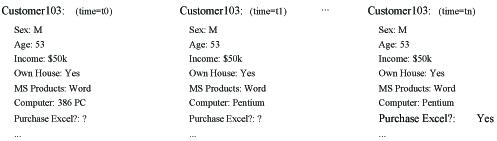 Customer103: (time=t0)
Sex: M
Age: 53
Income: $50k
Own House: Yes
MS Products: Word
Computer: 386 PC
Purchase Excel?: ?
...
Customer103: (time=t1)
Sex: M
Age: 53
Income: $50k
Own House: Yes
MS Products: Word
Computer: Pentium
Purchase Excel?: ?
...
...
Customer103: (time=tn)
Sex: M
Age: 53
Income: $50k
Own House: Yes
MS Products: Word
Computer: Pentium
Purchase Excel?: Yes
...